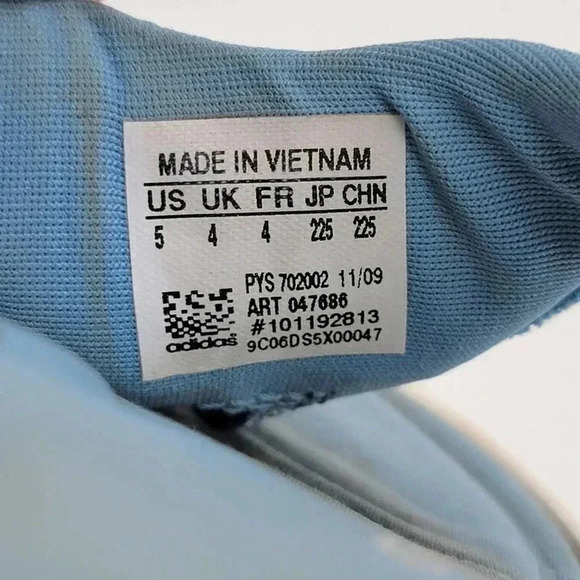 MADE IN VIETNAM
US UK FR JP CHN
5 4 4 225 225
PYS 702002 11/09
ART 047686
#101192813
adidas 9C06DS5X00047